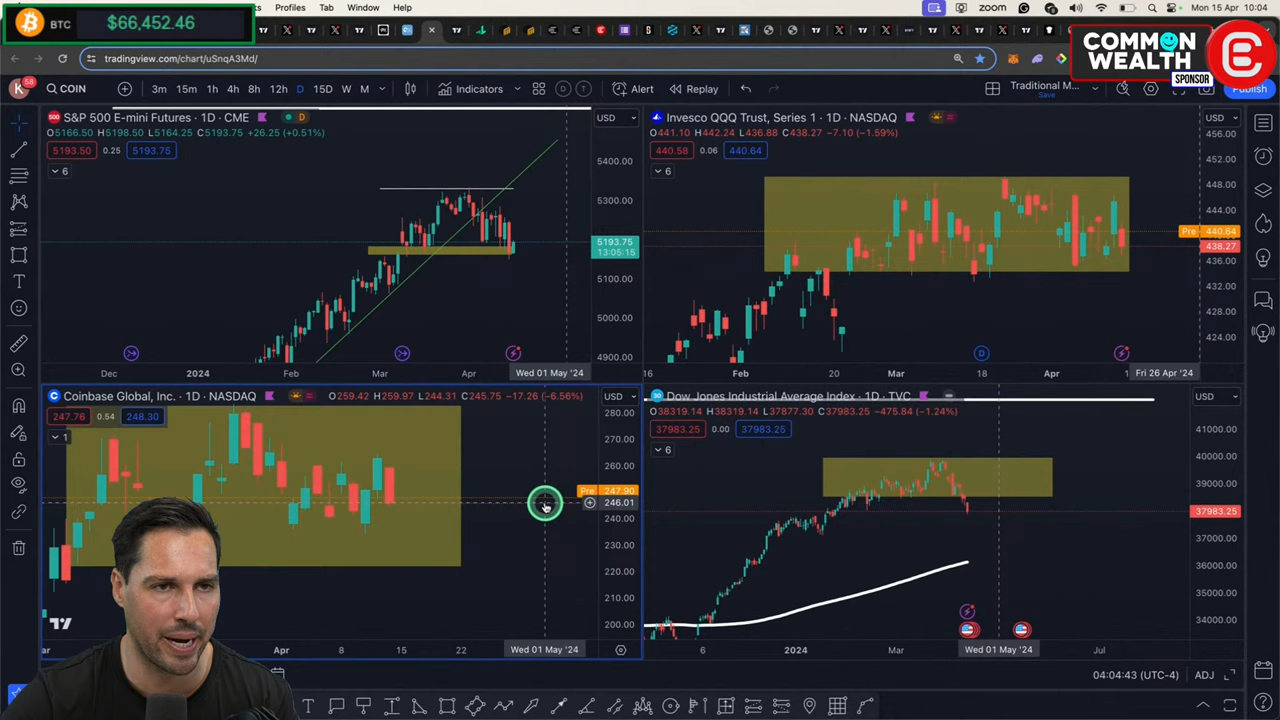 BTC $66,452.46
Profiles Tab Window Help
zoom
Mon 15 Apr 10:04
tradingview.com/chart/uSnqA3Md/
COMMON
WEALTH
SPONSOR
K 58 COIN 3m 15m 1h 4h 8h 12h D 15D W M Indicators Alert Replay Traditional M...
Save
Publish
500 S&P 500 E-mini Futures · 1D · CME D
O5166.50 H5198.50 L5164.25 C5193.75 +26.25 (+0.51%)
5193.50 0.25 5193.75
6
USD
5400.00
5300.00
5193.75
13:05:15
5100.00
5000.00
4900.00
Dec 2024 Feb Mar Apr Wed 01 May '24
Invesco QQQ Trust, Series 1 · 1D · NASDAQ
O441.10 H442.24 L436.88 C438.27 −7.10 (−1.59%)
440.58 0.06 440.64
6
USD
456.00
452.00
448.00
444.00
Pre 440.64
438.27
436.00
432.00
428.00
424.00
D
16 Feb 20 Mar 18 Apr Fri 26 Apr '24
Coinbase Global, Inc. · 1D · NASDAQ O259.42 H259.97 L244.31 C245.75 −17.26 (−6.56%)
247.76 0.54 248.30
1
USD
280.00
270.00
260.00
Pre 247.90
246.01
240.00
230.00
220.00
210.00
200.00
Apr 8 15 22 Wed 01 May '24
30 Dow Jones Industrial Average Index · 1D · TVC
O38319.14 H38319.14 L37877.30 C37983.25 −475.84 (−1.24%)
37983.25 0.00 37983.25
6
USD
41000.00
40000.00
39000.00
37983.25
37000.00
36000.00
35000.00
34000.00
6 2024 Mar Wed 01 May '24 Jul
04:04:43 (UTC-4) ADJ